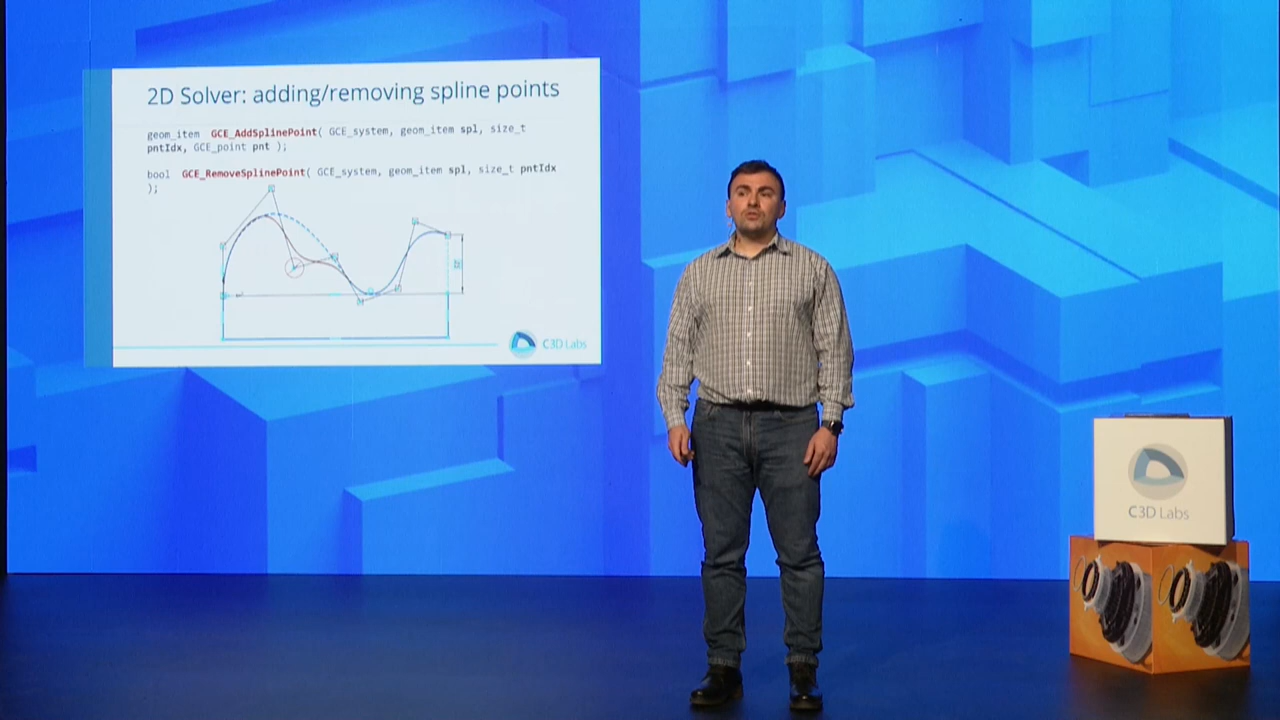 2D Solver: adding/removing spline points
geom_item GCE_AddSplinePoint( GCE_system, geom_item spl, size_t
pntIdx, GCE_point pnt );
bool GCE_RemoveSplinePoint( GCE_system, geom_item spl, size_t pntIdx
);
C3D Labs
C3D Labs